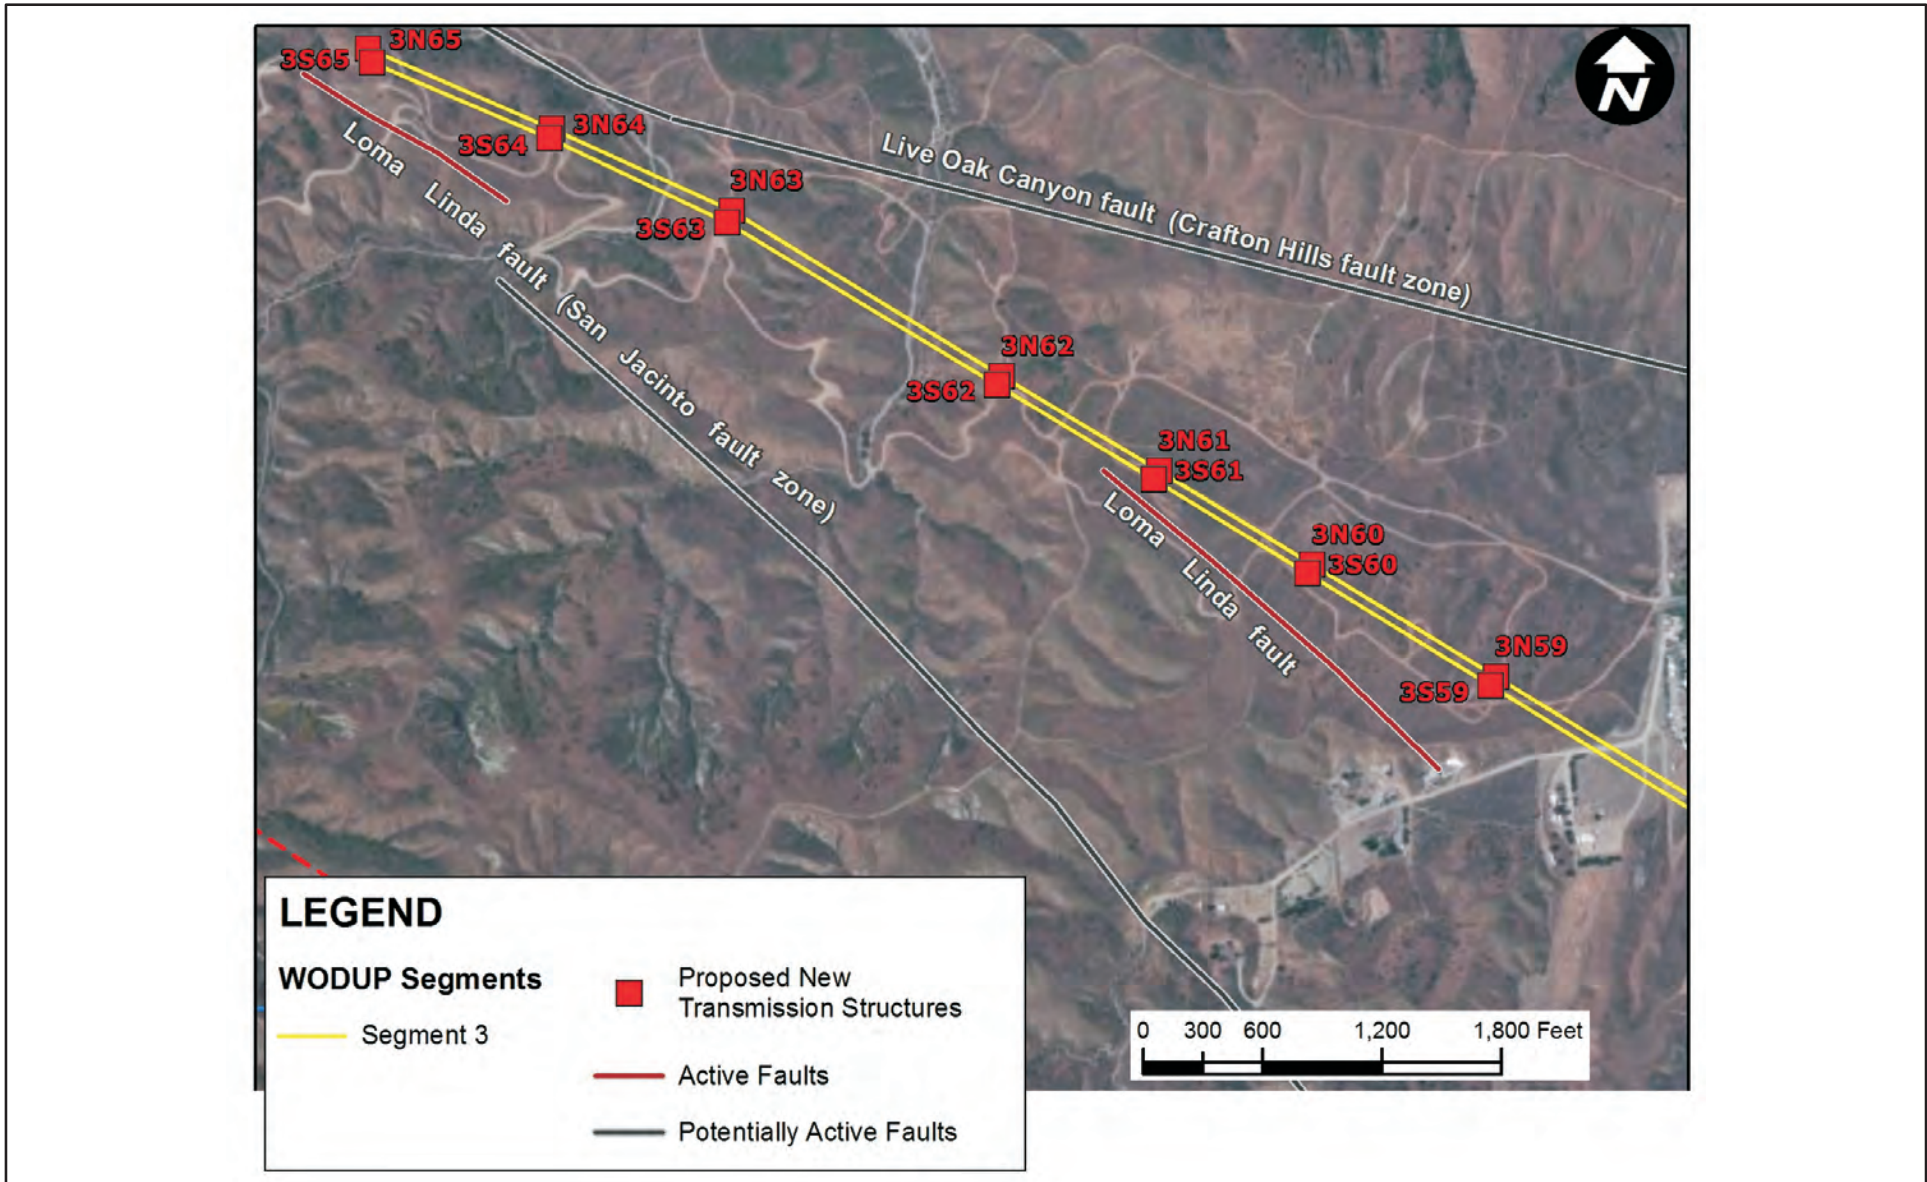 3N65
3S65
3N64
3S64
3N63
3S63
N
Live Oak Canyon fault (Crafton Hills fault zone)
Loma Linda fault (San Jacinto fault zone)
3N62
3S62
3N61
3S61
Loma Linda fault
3N60
3S60
3N59
3S59
LEGEND
WODUP Segments
Segment 3
Proposed New
Transmission Structures
Active Faults
Potentially Active Faults
0 300 600 1,200 1,800 Feet